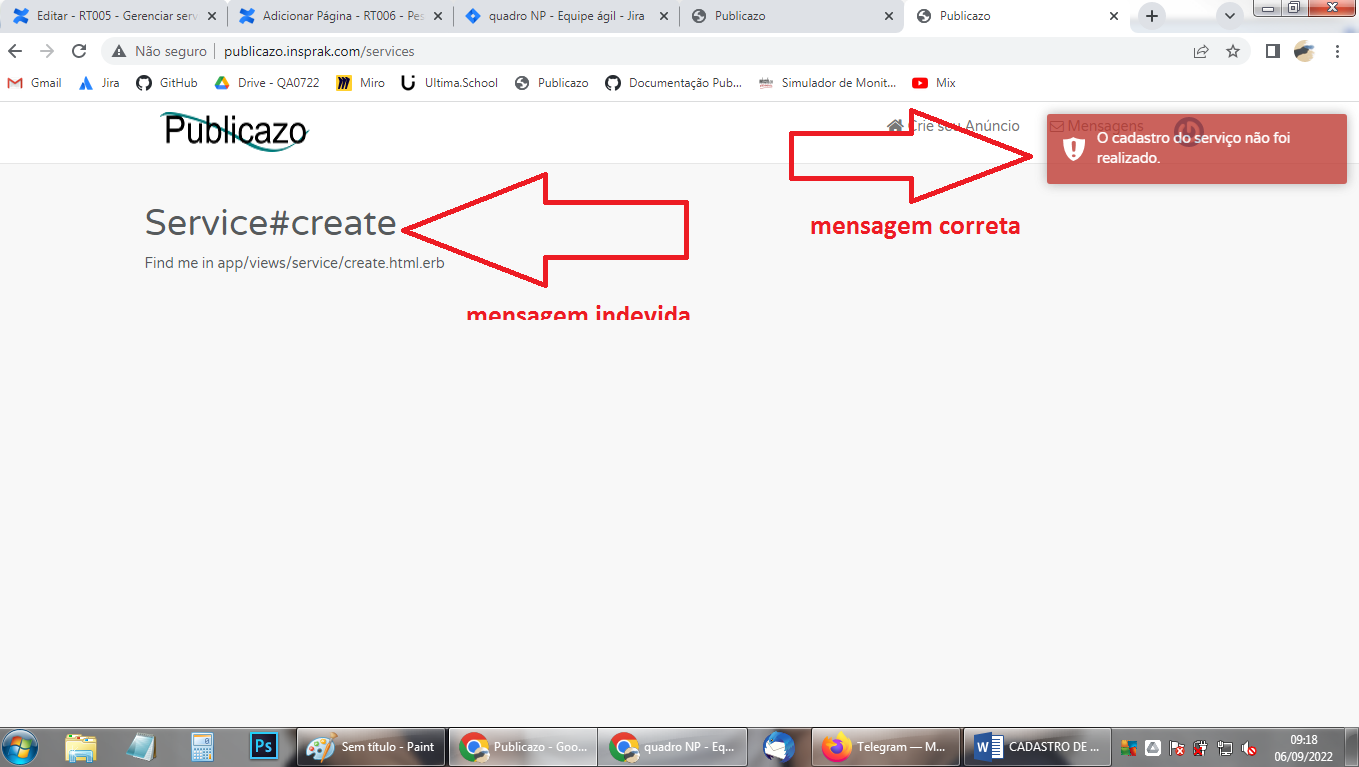 Editar - RT005 - Gerenciar serv
Adicionar Página - RT006 - Pes
quadro NP - Equipe ágil - Jira
Publicazo
Publicazo
Não seguro
publicazo.insprak.com/services
Gmail
Jira
GitHub
Drive - QA0722
Miro
Ultima.School
Publicazo
Documentação Pub...
Simulador de Monit...
Mix
Publicazo
Crie seu Anúncio
Mensagens
O cadastro do serviço não foi
realizado.
Service#create
mensagem correta
Find me in app/views/service/create.html.erb
mensagem indevida
Ps
Sem título - Paint
Publicazo - Goo...
quadro NP - Eq...
Telegram — M...
W
CADASTRO DE ...
09:18
06/09/2022